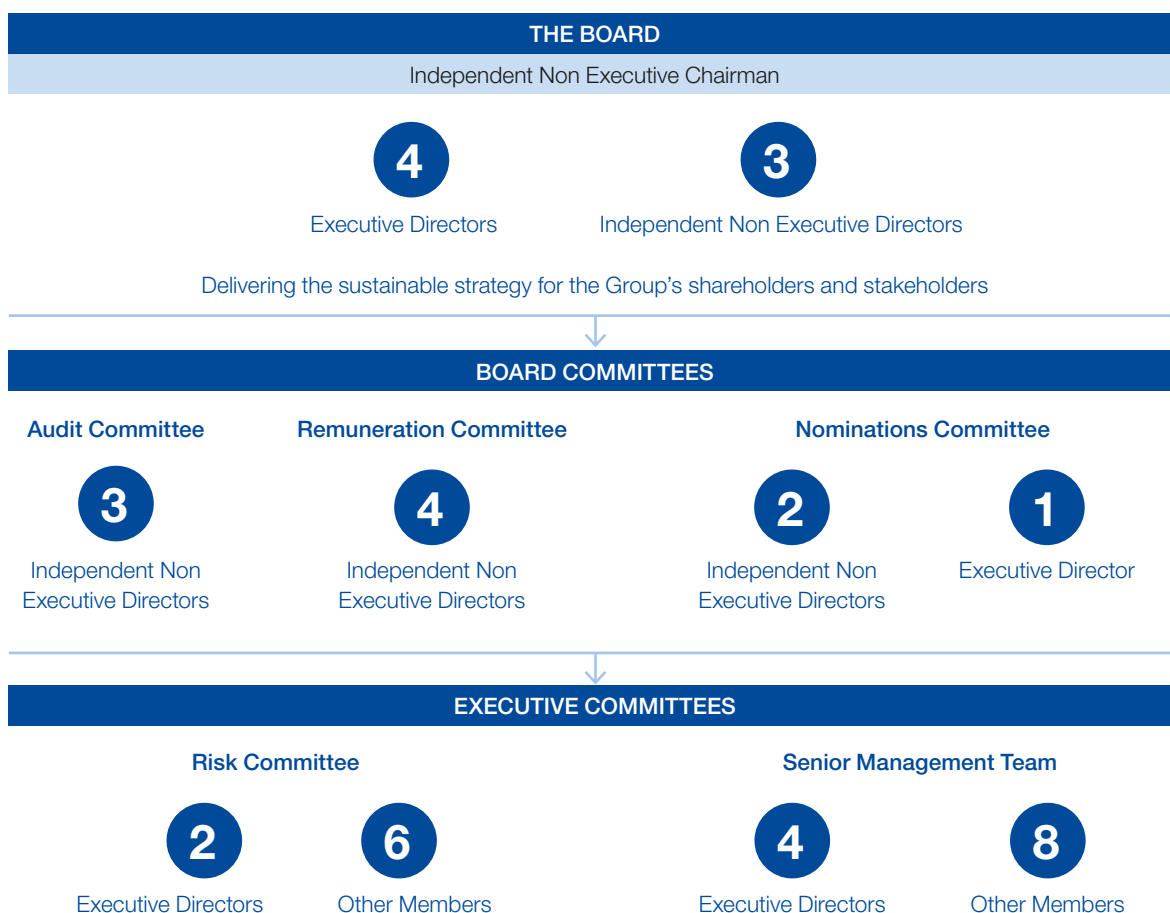 THE BOARD
Independent Non Executive Chairman
4
Executive Directors
3
Independent Non Executive Directors
Delivering the sustainable strategy for the Group's shareholders and stakeholders
BOARD COMMITTEES
Audit Committee
3
Independent Non
Executive Directors
Remuneration Committee
4
Independent Non
Executive Directors
Nominations Committee
2
Independent Non
Executive Directors
1
Executive Director
EXECUTIVE COMMITTEES
Risk Committee
2
Executive Directors
6
Other Members
Senior Management Team
4
Executive Directors
8
Other Members